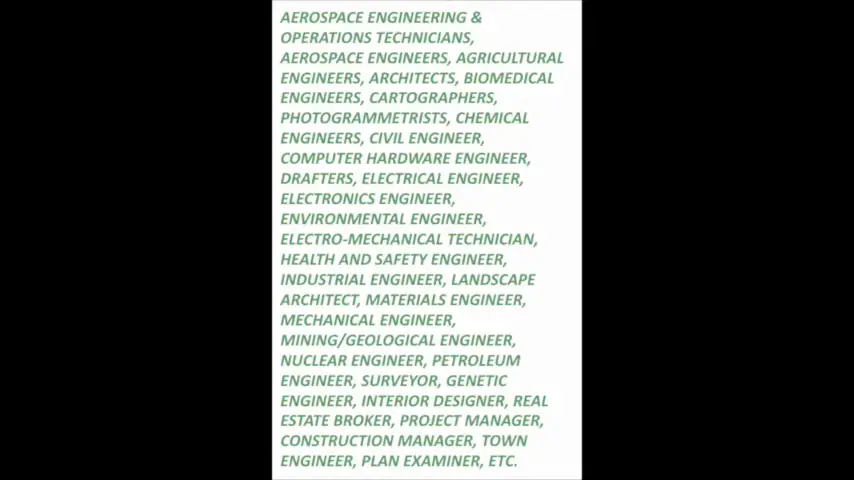 AEROSPACE ENGINEERING &
OPERATIONS TECHNICIANS,
AEROSPACE ENGINEERS, AGRICULTURAL
ENGINEERS, ARCHITECTS, BIOMEDICAL
ENGINEERS, CARTOGRAPHERS,
PHOTOGRAMMETRISTS, CHEMICAL
ENGINEERS, CIVIL ENGINEER,
COMPUTER HARDWARE ENGINEER,
DRAFTERS, ELECTRICAL ENGINEER,
ELECTRONICS ENGINEER,
ENVIRONMENTAL ENGINEER,
ELECTRO-MECHANICAL TECHNICIAN,
HEALTH AND SAFETY ENGINEER,
INDUSTRIAL ENGINEER, LANDSCAPE
ARCHITECT, MATERIALS ENGINEER,
MECHANICAL ENGINEER,
MINING/GEOLOGICAL ENGINEER,
NUCLEAR ENGINEER, PETROLEUM
ENGINEER, SURVEYOR, GENETIC
ENGINEER, INTERIOR DESIGNER, REAL
ESTATE BROKER, PROJECT MANAGER,
CONSTRUCTION MANAGER, TOWN
ENGINEER, PLAN EXAMINER, ETC.